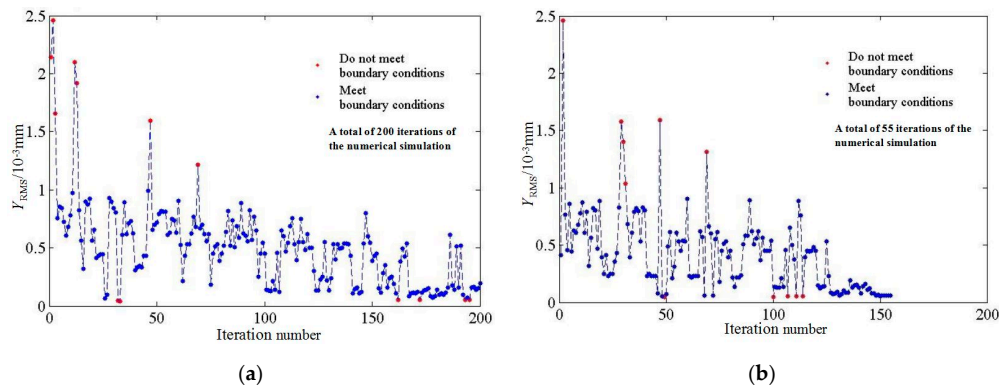 2.5
2
1.5
1
0.5
0
0
50
100
150
200
Y RMS/10⁻³mm
Iteration number
Do not meet
boundary conditions
Meet
boundary conditions
A total of 200 iterations of
the numerical simulation
(a)
2.5
2
1.5
1
0.5
0
0
50
100
150
200
Y RMS/10⁻³mm
Iteration number
Do not meet
boundary conditions
Meet
boundary conditions
A total of 55 iterations of the
numerical simulation
(b)